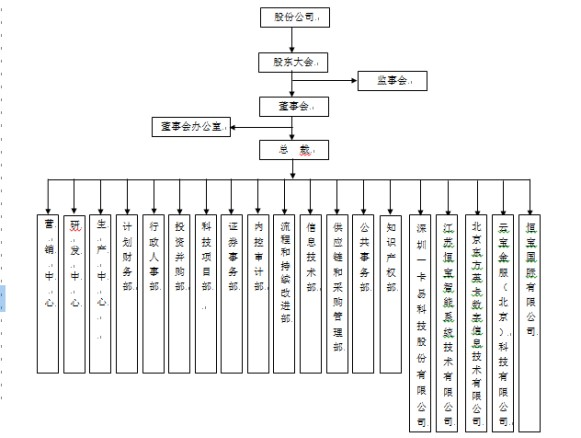 股份公司
股东大会
监事会
董事会
董事会办公室
总 裁
营销中心
研发中心
生产中心
计划财务部
行政人事部
投资并购部
科技项目部
证券事务部
内控审计部
流程和持续改进部
信息技术部
供应链和采购管理部
公共事务部
知识产权部
深圳一卡易科技股份有限公司
江苏恒宝智能系统技术有限公司
北京东方英卡数字信息技术有限公司
云宝金服（北京）科技有限公司
恒宝国际有限公司